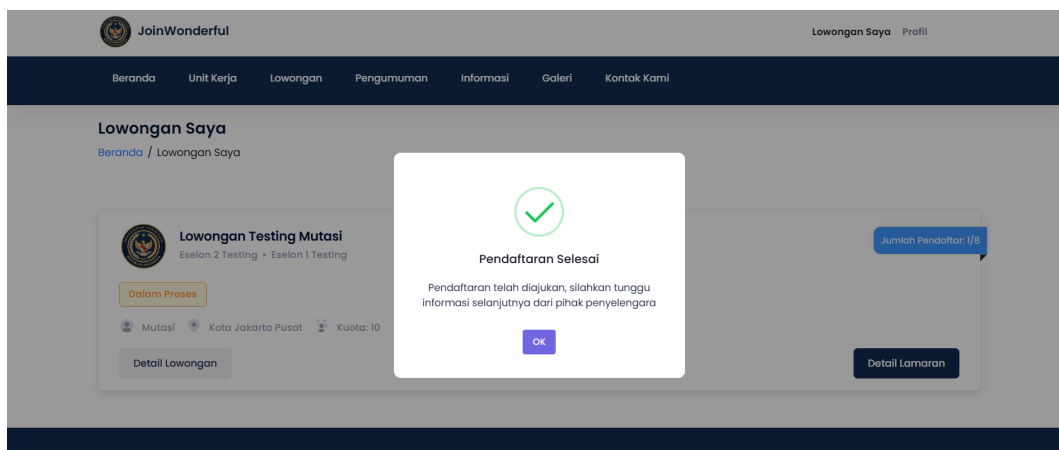 JoinWonderful
Lowongan Saya Profil
Beranda Unit Kerja Lowongan Pengumuman Informasi Galeri Kontak Kami
Lowongan Saya
Beranda / Lowongan Saya
Lowongan Testing Mutasi
Eselon 2 Testing • Eselon 1 Testing
Jumlah Pendaftar: 1/8
Dalam Proses
Mutasi Kota Jakarta Pusat Kuota: 10
Detail Lowongan
Detail Lamaran
Pendaftaran Selesai
Pendaftaran telah diajukan, silahkan tunggu
informasi selanjutnya dari pihak penyelengara
OK